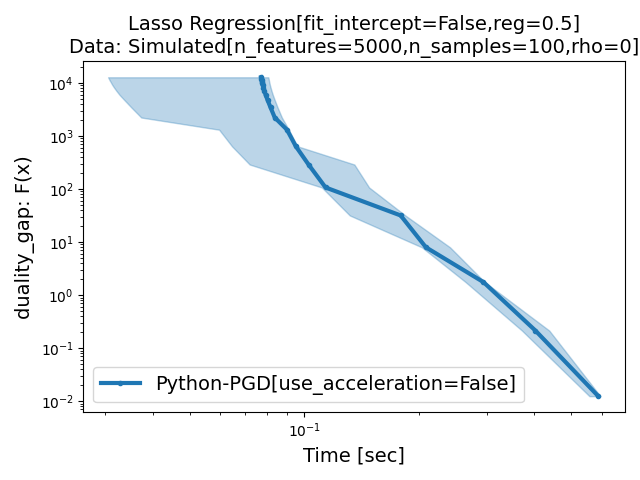 Lasso Regression[fit_intercept=False,reg=0.5]
Data: Simulated[n_features=5000,n_samples=100,rho=0]
duality_gap: F(x)
10⁴
10³
10²
10¹
10⁰
10⁻¹
10⁻²
Python-PGD[use_acceleration=False]
10⁻¹
Time [sec]